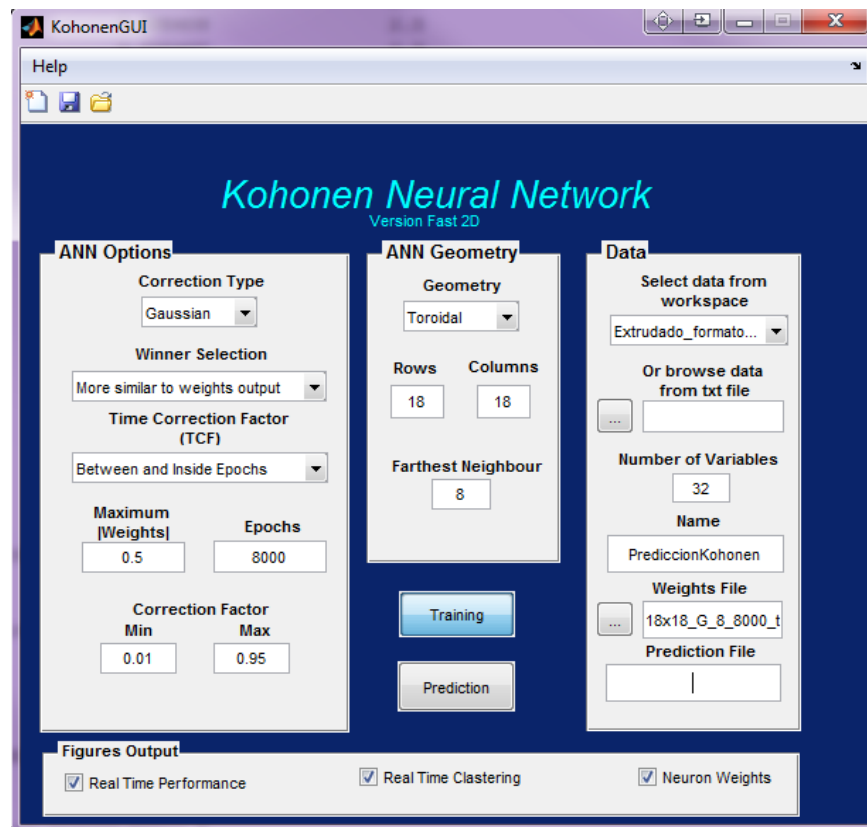 KohonenGUI
Help
Kohonen Neural Network
Version Fast 2D
ANN Options
Correction Type
Gaussian
Winner Selection
More similar to weights output
Time Correction Factor
(TCF)
Between and Inside Epochs
Maximum
|Weights|
Epochs
0.5
8000
Correction Factor
Min
Max
0.01
0.95
ANN Geometry
Geometry
Toroidal
Rows
Columns
18
18
Farthest Neighbour
8
Training
Prediction
Data
Select data from
workspace
Extrudado_formato...
Or browse data
from txt file
...
Number of Variables
32
Name
PrediccionKohonen
Weights File
...
18x18_G_8_8000_t
Prediction File
Figures Output
Real Time Performance
Real Time Clastering
Neuron Weights